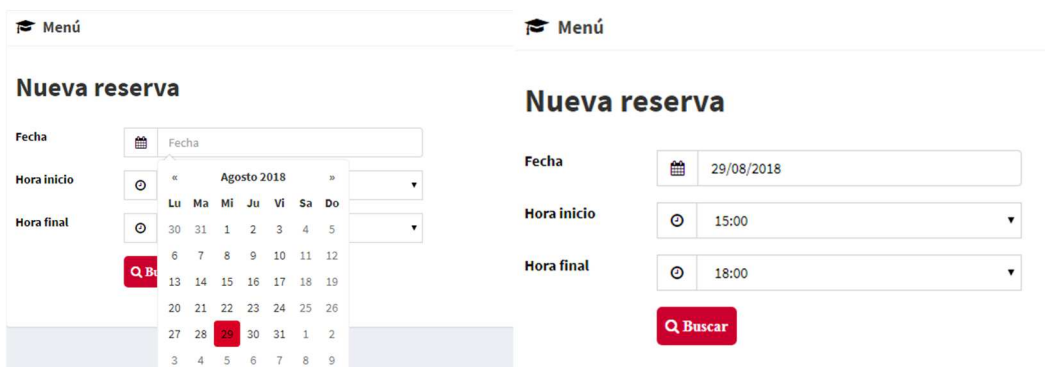 Menú
Nueva reserva
Fecha
Fecha
Hora inicio
Hora final
« Agosto 2018 »
Lu Ma Mi Ju Vi Sa Do
30 31 1 2 3 4 5
6 7 8 9 10 11 12
13 14 15 16 17 18 19
20 21 22 23 24 25 26
27 28 29 30 31 1 2
3 4 5 6 7 8 9
Menú
Nueva reserva
Fecha
29/08/2018
Hora inicio
15:00
Hora final
18:00
Buscar